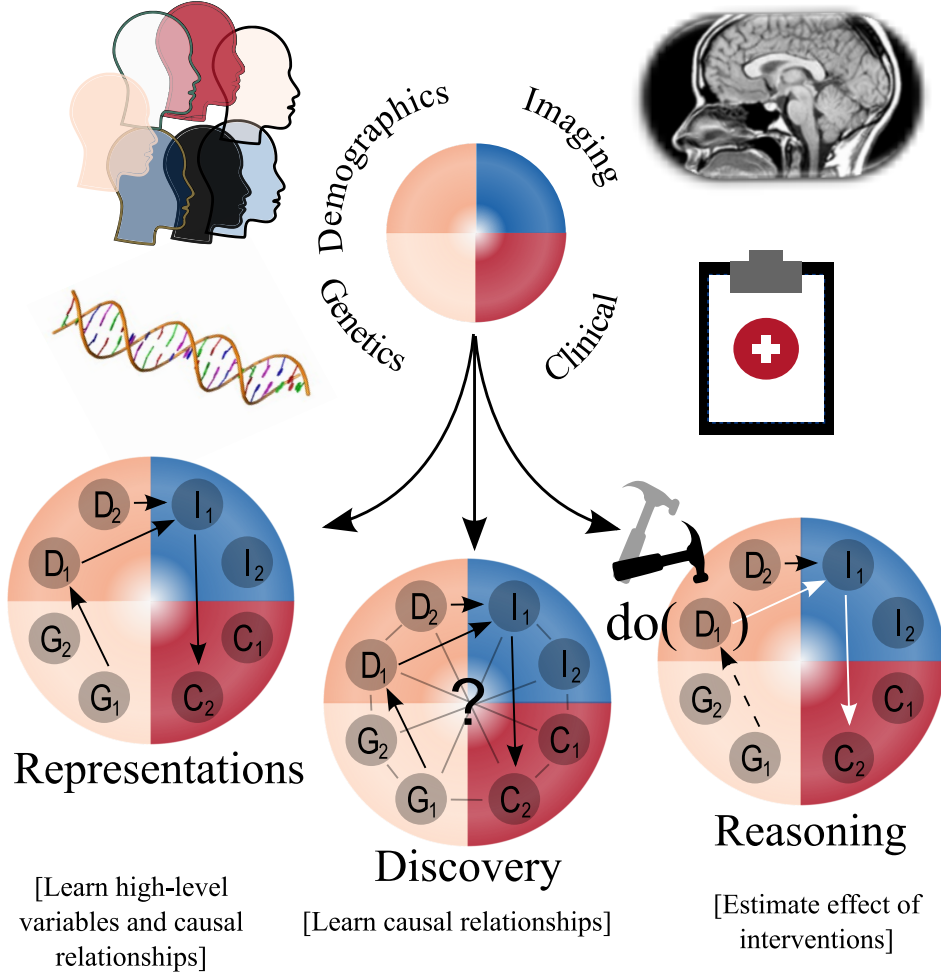 Demographics
Imaging
Genetics
Clinical
D2
I1
D1
I2
G2
C1
G1
C2
Representations
[Learn high-level
variables and causal
relationships]
D2
I1
D1
I2
?
G2
C1
G1
C2
Discovery
[Learn causal relationships]
D2
I1
do(D1)
I2
G2
C1
G1
C2
Reasoning
[Estimate effect of
interventions]